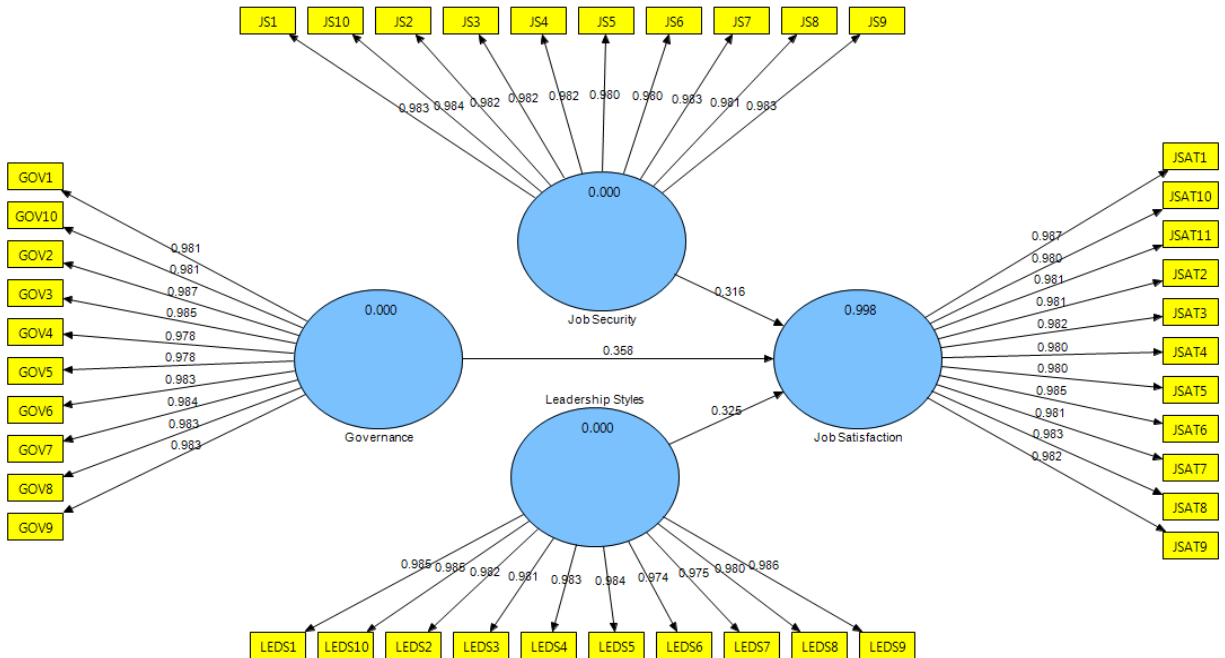 JS1 JS10 JS2 JS3 JS4 JS5 JS6 JS7 JS8 JS9
0.983 0.984 0.982 0.982 0.982 0.980 0.980 0.983 0.981 0.983
0.000
Job Security
GOV1
GOV10
GOV2
GOV3
GOV4
GOV5
GOV6
GOV7
GOV8
GOV9
0.981
0.981
0.987
0.985
0.978
0.978
0.983
0.984
0.983
0.983
0.000
Governance
0.316
0.358
0.325
Leadership Styles
0.000
0.998
Job Satisfaction
0.987
0.980
0.981
0.981
0.982
0.980
0.980
0.985
0.981
0.983
0.982
JSAT1
JSAT10
JSAT11
JSAT2
JSAT3
JSAT4
JSAT5
JSAT6
JSAT7
JSAT8
JSAT9
0.985 0.982 0.981 0.983 0.984 0.974 0.975 0.980 0.986
LEDS1 LEDS10 LEDS2 LEDS3 LEDS4 LEDS5 LEDS6 LEDS7 LEDS8 LEDS9